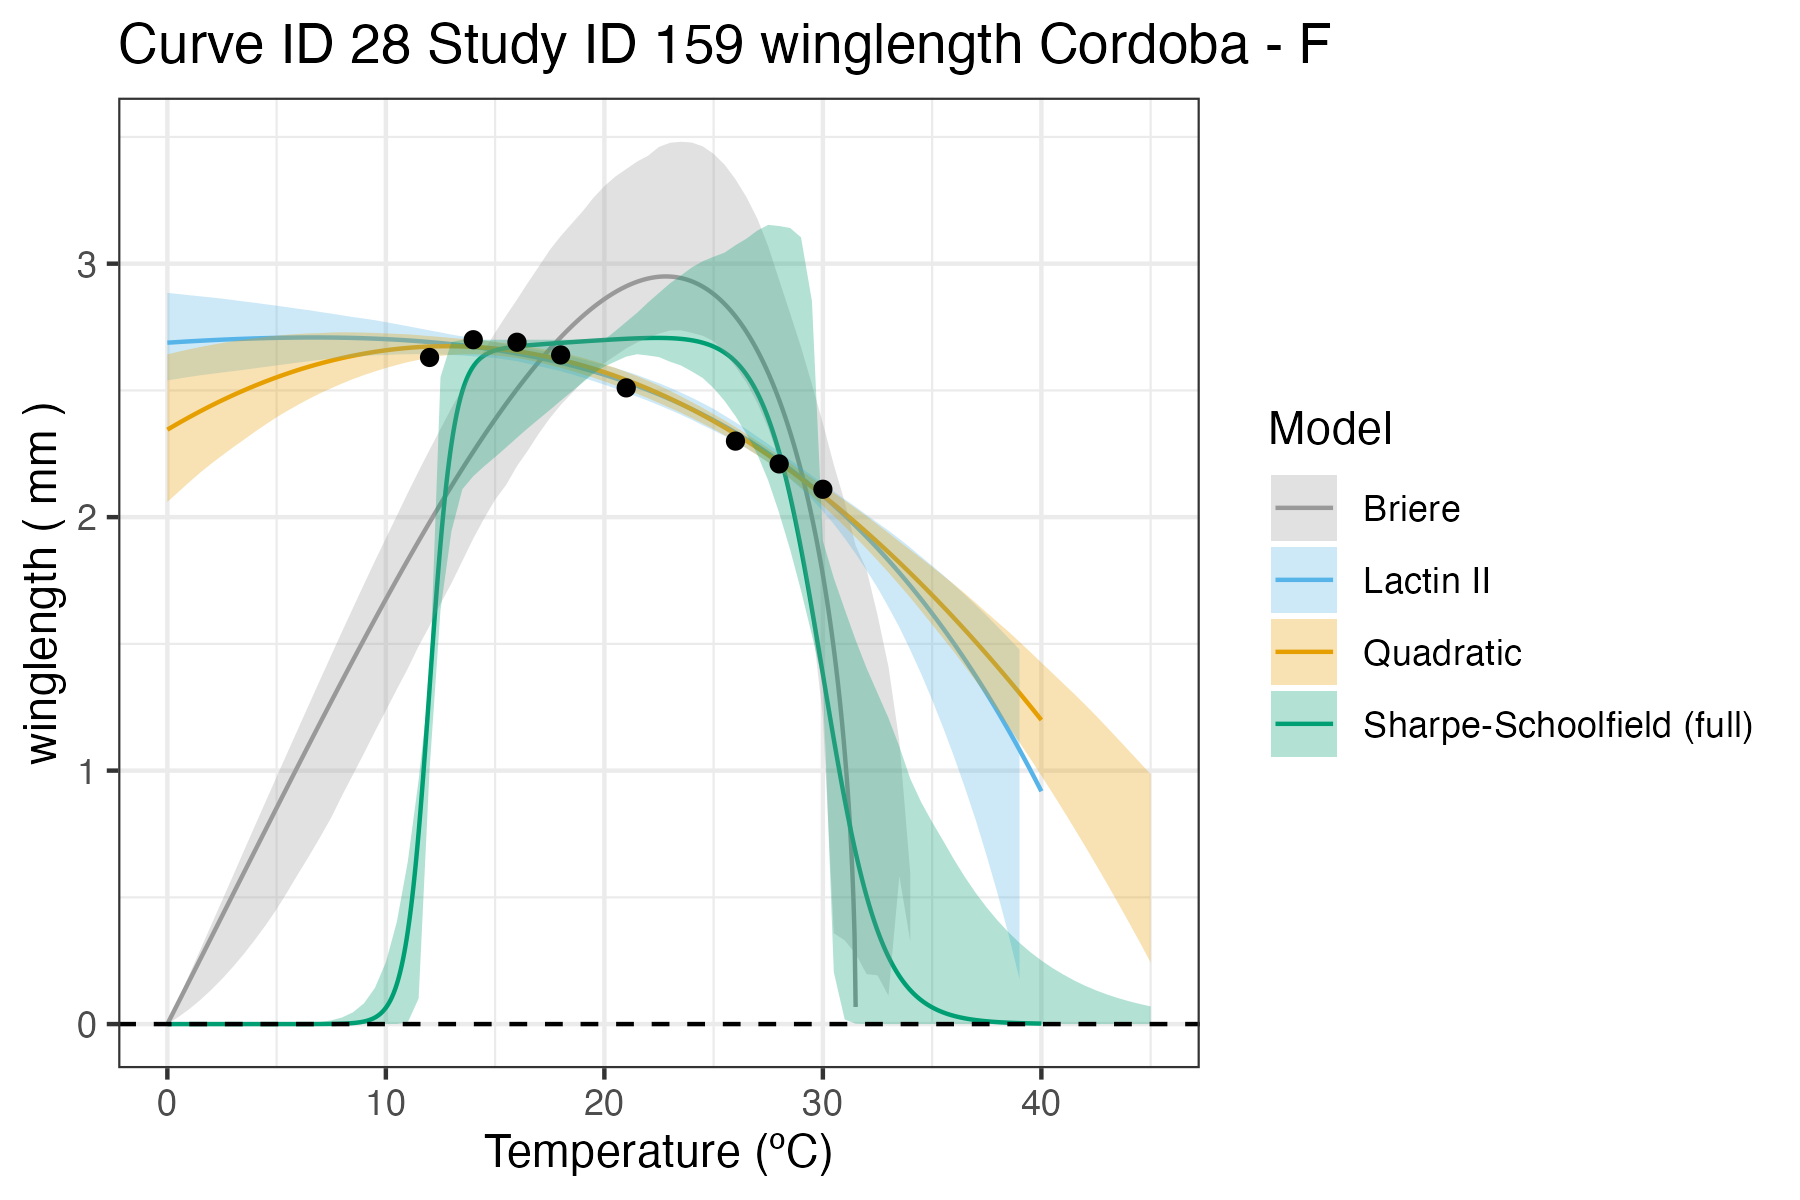 Curve ID 28 Study ID 159 winglength Cordoba - F
winglength ( mm )
3
2
1
0
0 10 20 30 40
Temperature (ºC)
Model
Briere
Lactin II
Quadratic
Sharpe-Schoolfield (full)